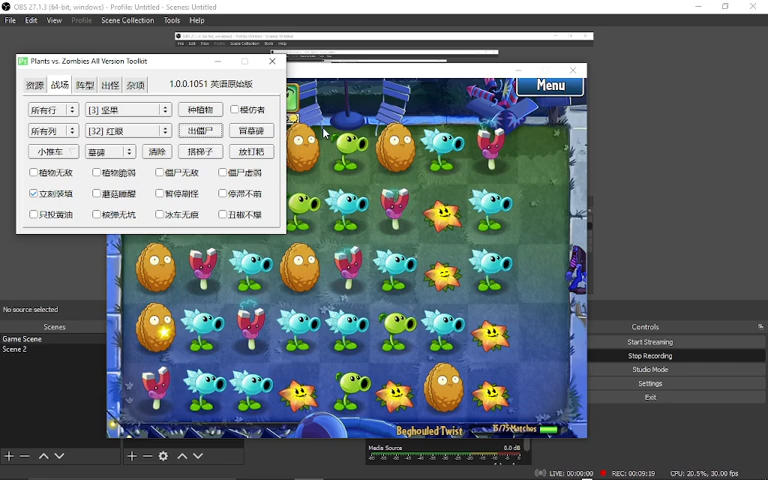 OBS 27.1.3 (64-bit, windows) - Profile: Untitled - Scenes: Untitled
File Edit View Profile Scene Collection Tools Help
Plants vs. Zombies All Version Toolkit
资源 战场 阵型 出怪 杂项 1.0.0.1051 英语原始版
所有行 [3] 坚果 种植物 模仿者
所有列 [32] 红眼 出僵尸
小推车 墓碑 清除 搭梯子 放钉耙
植物无敌 植物脆弱 僵尸无敌 僵尸虚弱
立刻装填 蘑菇睡醒 暂停刷怪 停滞不前
只投黄油 核弹无坑 冰车无痕 丑椒不爆
Menu
No source selected
Scenes
Game Scene
Scene 2
Beghouled Twist 15/75 Matches
Media Source 0.0 dB
Controls
Start Streaming
Stop Recording
Studio Mode
Settings
Exit
LIVE: 00:00:00 REC: 00:09:19 CPU: 20.5%, 30.00 fps